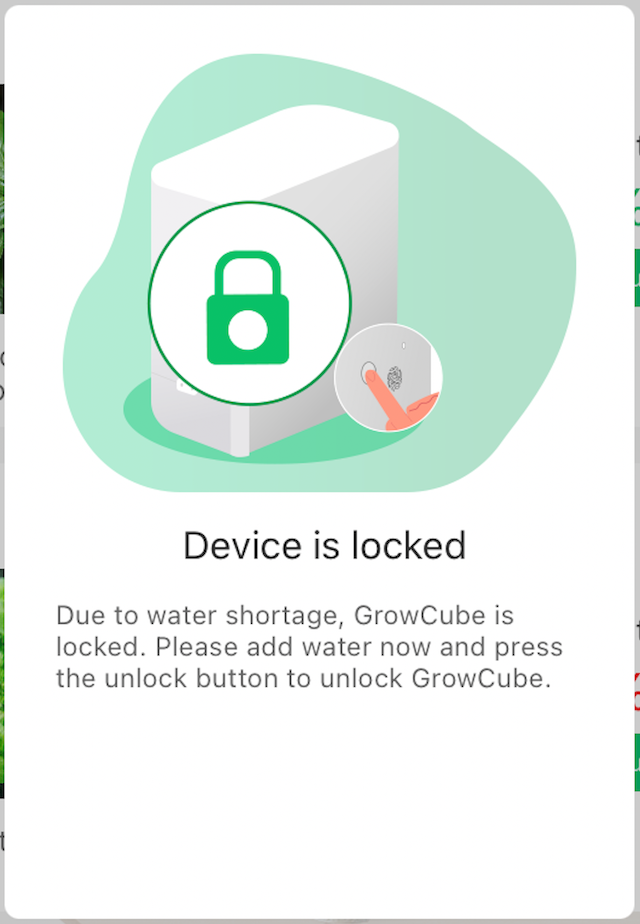 Device is locked
Due to water shortage, GrowCube is
locked. Please add water now and press
the unlock button to unlock GrowCube.